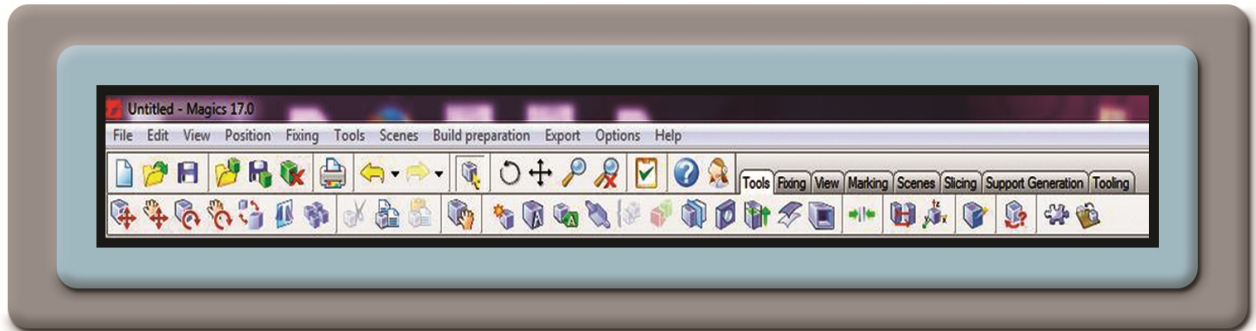 Untitled - Magics 17.0
File Edit View Position Fixing Tools Scenes Build preparation Export Options Help
Tools Fixing View Marking Scenes Slicing Support Generation Tooling